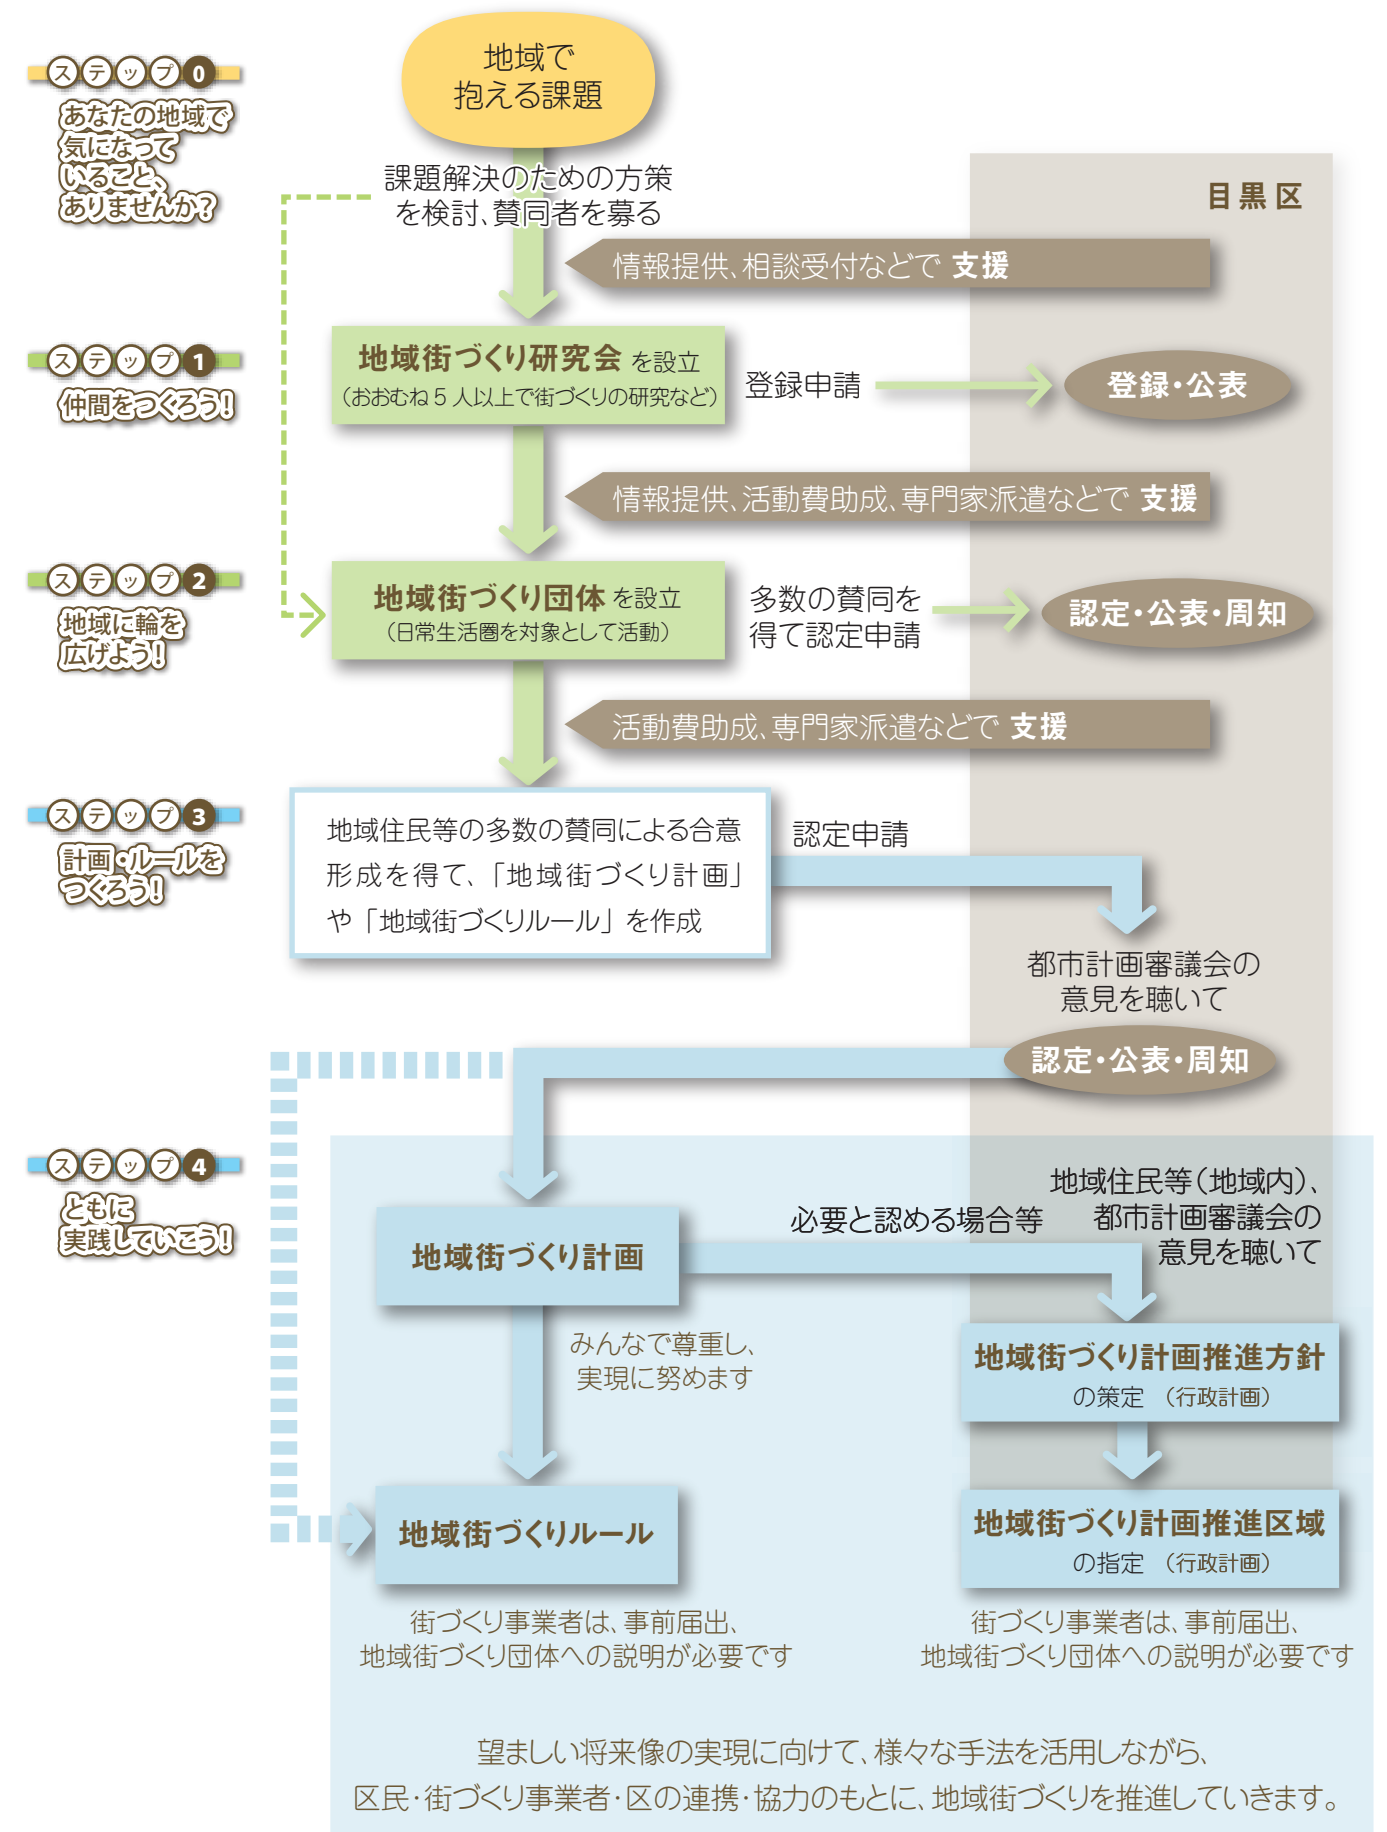 ステップ0
あなたの地域で
気になって
いること、
ありませんか？
地域で
抱える課題
課題解決のための方策
を検討、賛同者を募る
目黒区
情報提供、相談受付などで 支援
ステップ1
仲間をつくろう！
地域街づくり研究会 を設立
（おおむね５人以上で街づくりの研究など）
登録申請
登録・公表
情報提供、活動費助成、専門家派遣などで 支援
ステップ2
地域に輪を
広げよう！
地域街づくり団体 を設立
（日常生活圏を対象として活動）
多数の賛同を
得て認定申請
認定・公表・周知
活動費助成、専門家派遣などで 支援
ステップ3
計画・ルールを
つくろう！
地域住民等の多数の賛同による合意
形成を得て、「地域街づくり計画」
や「地域街づくりルール」を作成
認定申請
都市計画審議会の
意見を聴いて
認定・公表・周知
ステップ4
ともに
実践していこう！
地域街づくり計画
必要と認める場合等
地域住民等（地域内）、
都市計画審議会の
意見を聴いて
みんなで尊重し、
実現に努めます
地域街づくり計画推進方針
の策定 （行政計画）
地域街づくりルール
地域街づくり計画推進区域
の指定 （行政計画）
街づくり事業者は、事前届出、
地域街づくり団体への説明が必要です
街づくり事業者は、事前届出、
地域街づくり団体への説明が必要です
望ましい将来像の実現に向けて、様々な手法を活用しながら、
区民・街づくり事業者・区の連携・協力のもとに、地域街づくりを推進していきます。